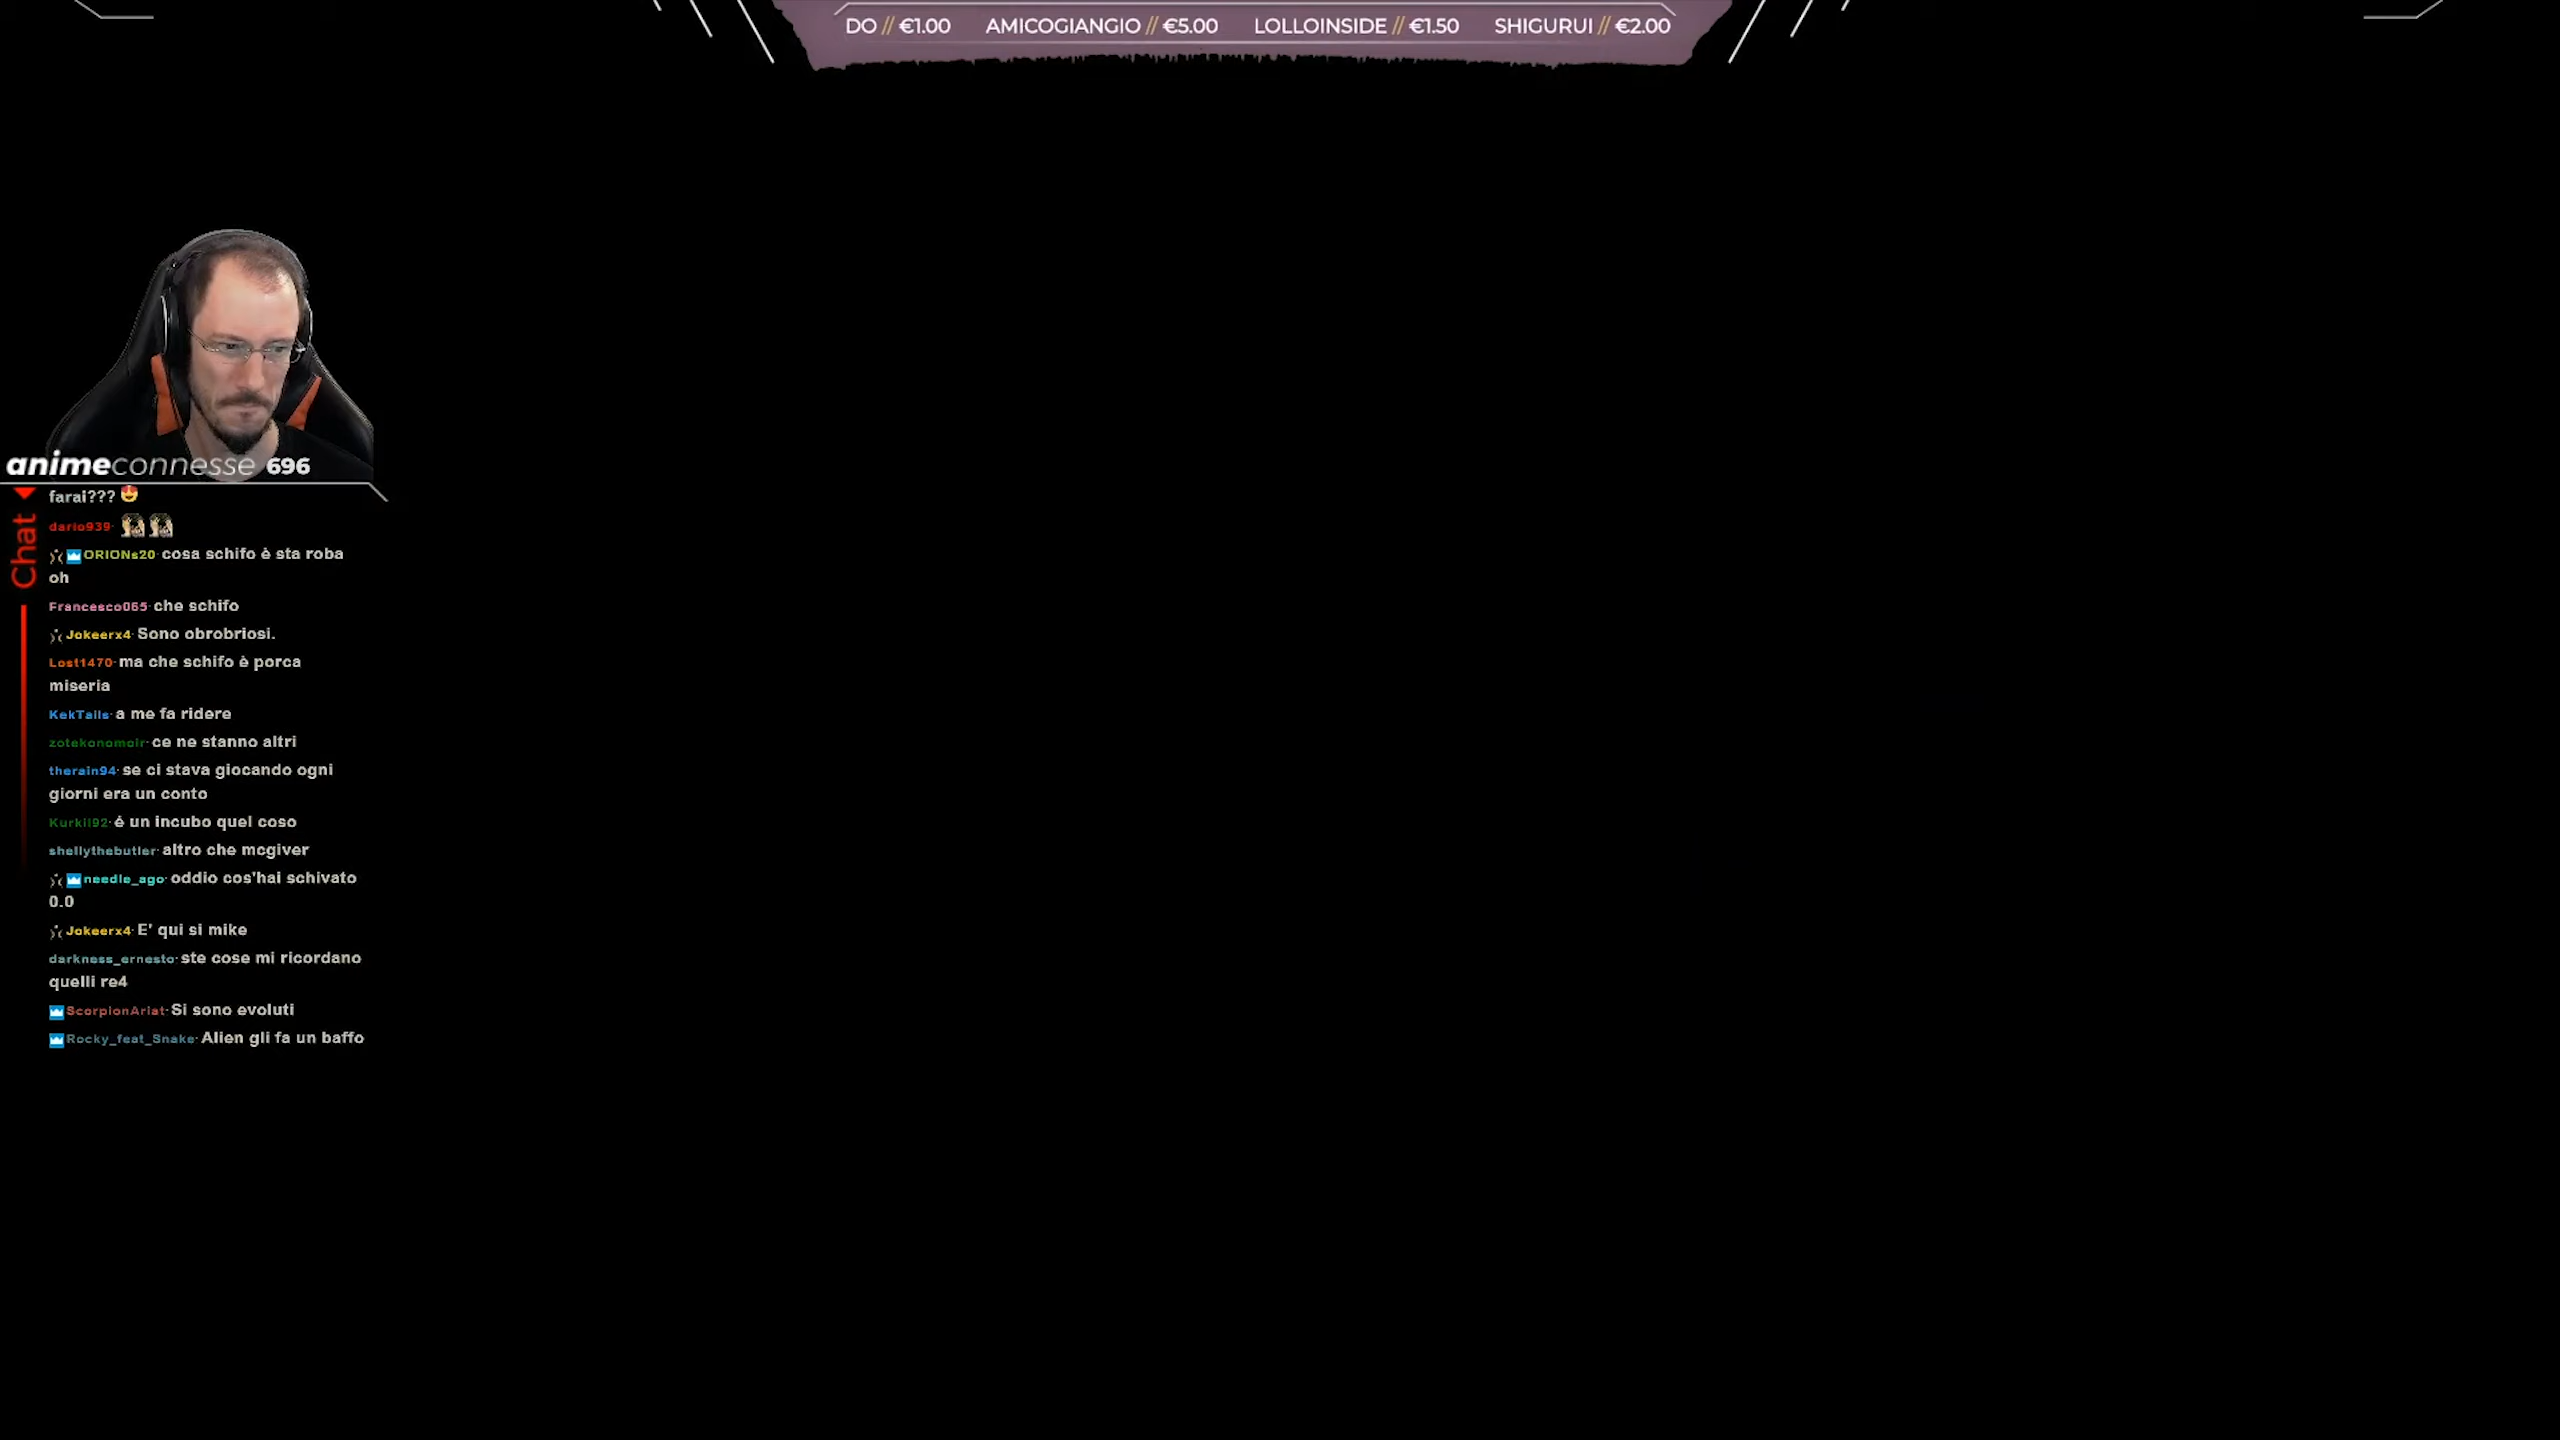 DO // €1.00 AMICOGIANGIO // €5.00 LOLLOINSIDE // €1.50 SHIGURUI // €2.00
animeconnesse 696
Chat
farai???
dario939:
ORIONs20: cosa schifo è sta roba
oh
Francesco065: che schifo
Jokeerx4: Sono obrobriosi.
Lost1470: ma che schifo è porca
miseria
KekTails: a me fa ridere
zotekonomoir: ce ne stanno altri
therain94: se ci stava giocando ogni
giorni era un conto
Kurkil92: é un incubo quel coso
shellythebutler: altro che mcgiver
needle_ago: oddio cos'hai schivato
0.0
Jokeerx4: E' qui si mike
darkness_ernesto: ste cose mi ricordano
quelli re4
ScorpionAriat: Si sono evoluti
Rocky_feat_Snake: Alien gli fa un baffo